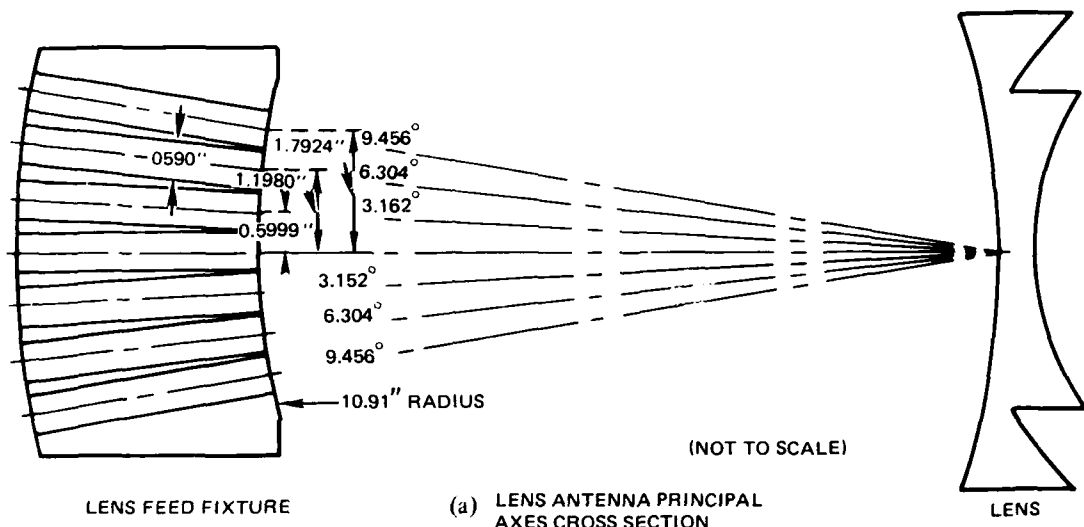 9.456°
1.7924"
0590"
6.304°
1.1980"
3.162°
0.5999"
3.152°
6.304°
9.456°
10.91" RADIUS
(NOT TO SCALE)
LENS FEED FIXTURE
(a) LENS ANTENNA PRINCIPAL
AXES CROSS SECTION
LENS